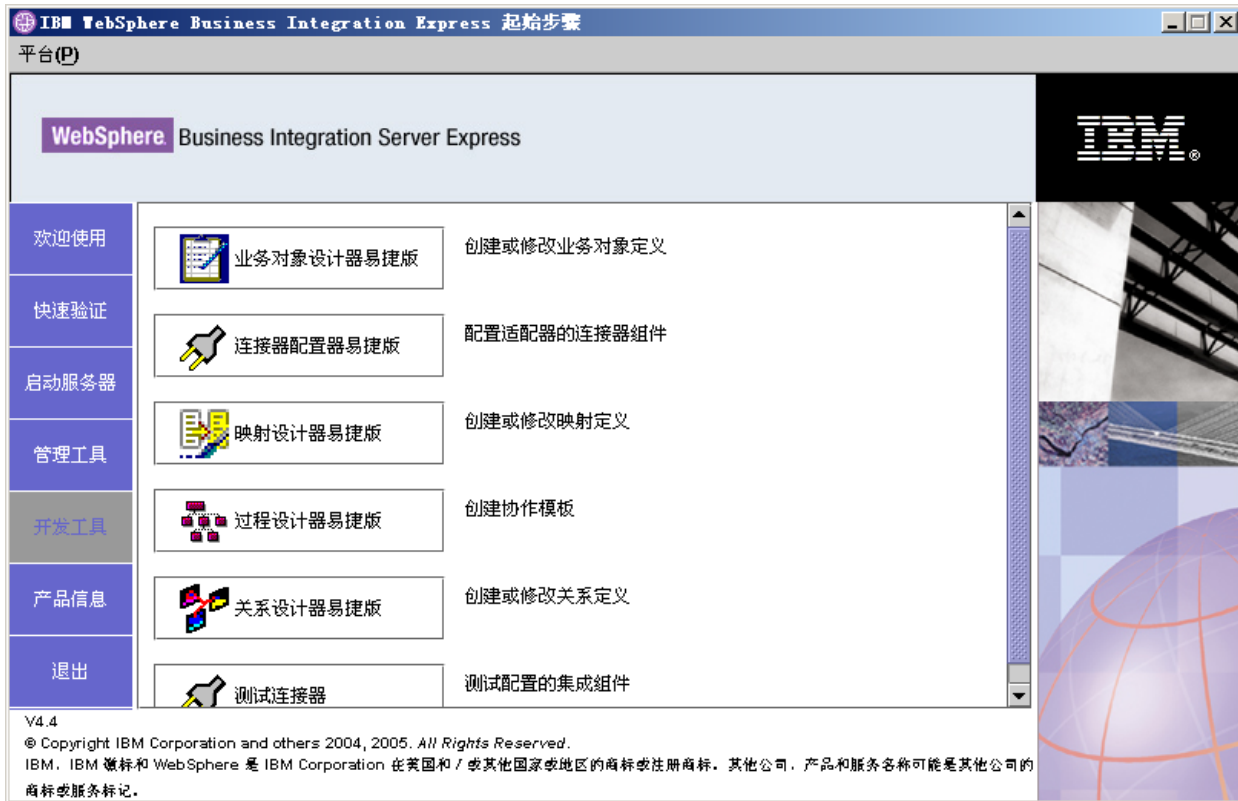 IBM WebSphere Business Integration Express 起始步骤
平台(P)
WebSphere. Business Integration Server Express
IBM®
欢迎使用
快速验证
启动服务器
管理工具
开发工具
产品信息
退出
业务对象设计器易捷版 创建或修改业务对象定义
连接器配置器易捷版 配置适配器的连接器组件
映射设计器易捷版 创建或修改映射定义
过程设计器易捷版 创建协作模板
关系设计器易捷版 创建或修改关系定义
测试连接器 测试配置的集成组件
V4.4
© Copyright IBM Corporation and others 2004, 2005. All Rights Reserved.
IBM，IBM 徽标和 WebSphere 是 IBM Corporation 在美国和 / 或其他国家或地区的商标或注册商标。其他公司，产品和服务名称可能是其他公司的
商标或服务标记。